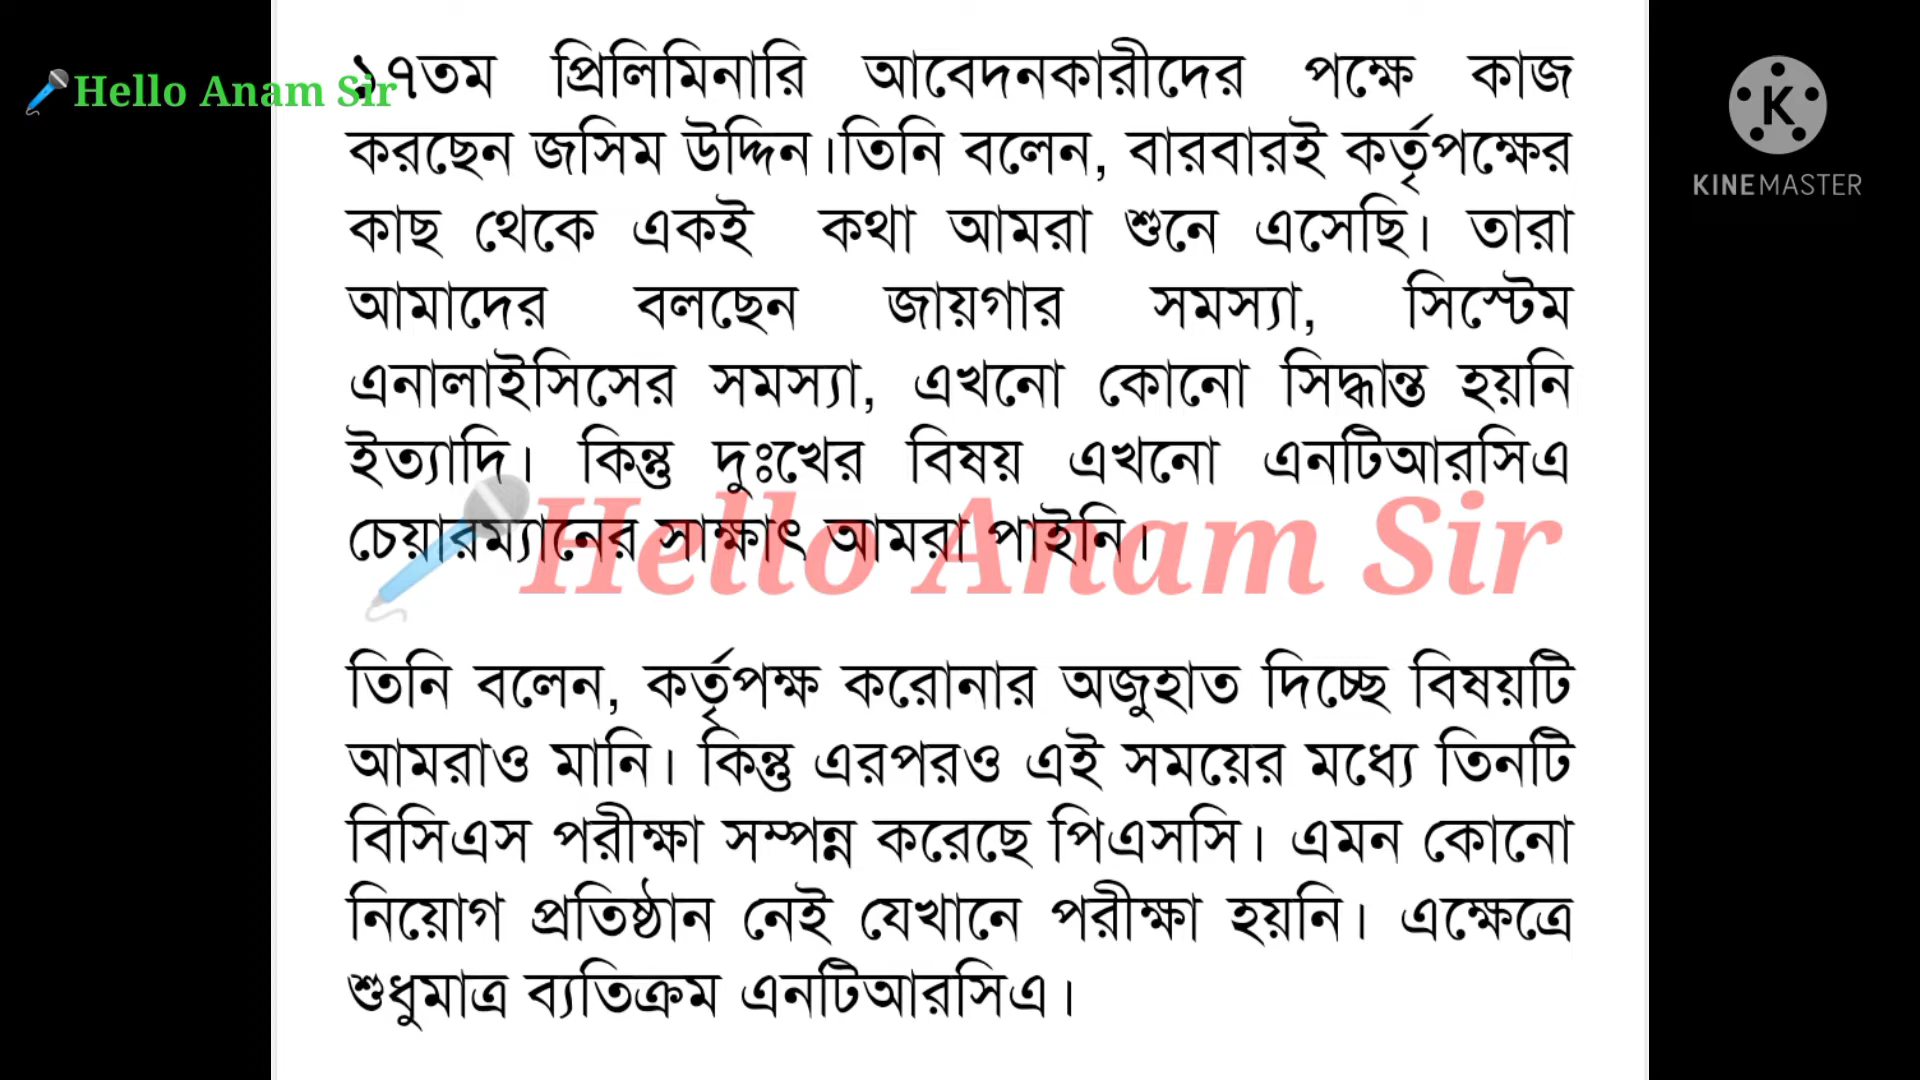 ১৭তম প্রিলিমিনারি আবেদনকারীদের পক্ষে কাজ
🎤Hello Anam Sir
করছেন জসিম উদ্দিন।তিনি বলেন, বারবারই কর্তৃপক্ষের
কাছ থেকে একই কথা আমরা শুনে এসেছি। তারা
আমাদের বলছেন জায়গার সমস্যা, সিস্টেম
এনালাইসিসের সমস্যা, এখনো কোনো সিদ্ধান্ত হয়নি
ইত্যাদি। কিন্তু দুঃখের বিষয় এখনো এনটিআরসিএ
চেয়ারম্যানের সাক্ষাৎ আমরা পাইনি।
🎤Hello Anam Sir
তিনি বলেন, কর্তৃপক্ষ করোনার অজুহাত দিচ্ছে বিষয়টি
আমরাও মানি। কিন্তু এরপরও এই সময়ের মধ্যে তিনটি
বিসিএস পরীক্ষা সম্পন্ন করেছে পিএসসি। এমন কোনো
নিয়োগ প্রতিষ্ঠান নেই যেখানে পরীক্ষা হয়নি। এক্ষেত্রে
শুধুমাত্র ব্যতিক্রম এনটিআরসিএ।
K
KINEMASTER